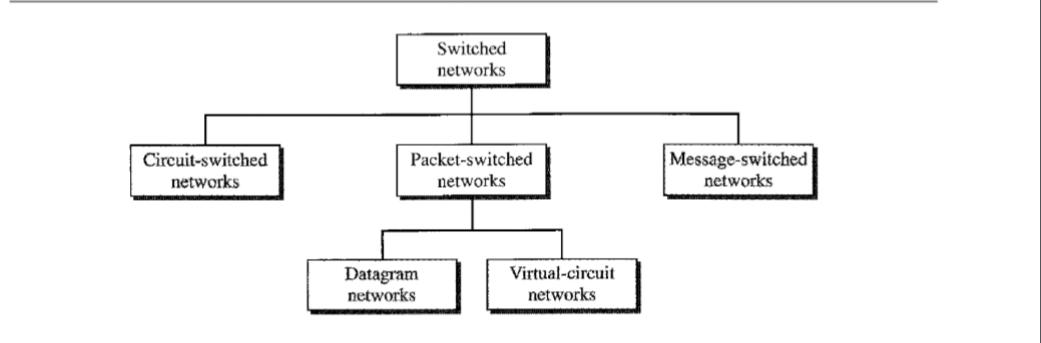 Switched
networks
Circuit-switched
networks
Packet-switched
networks
Message-switched
networks
Datagram
networks
Virtual-circuit
networks